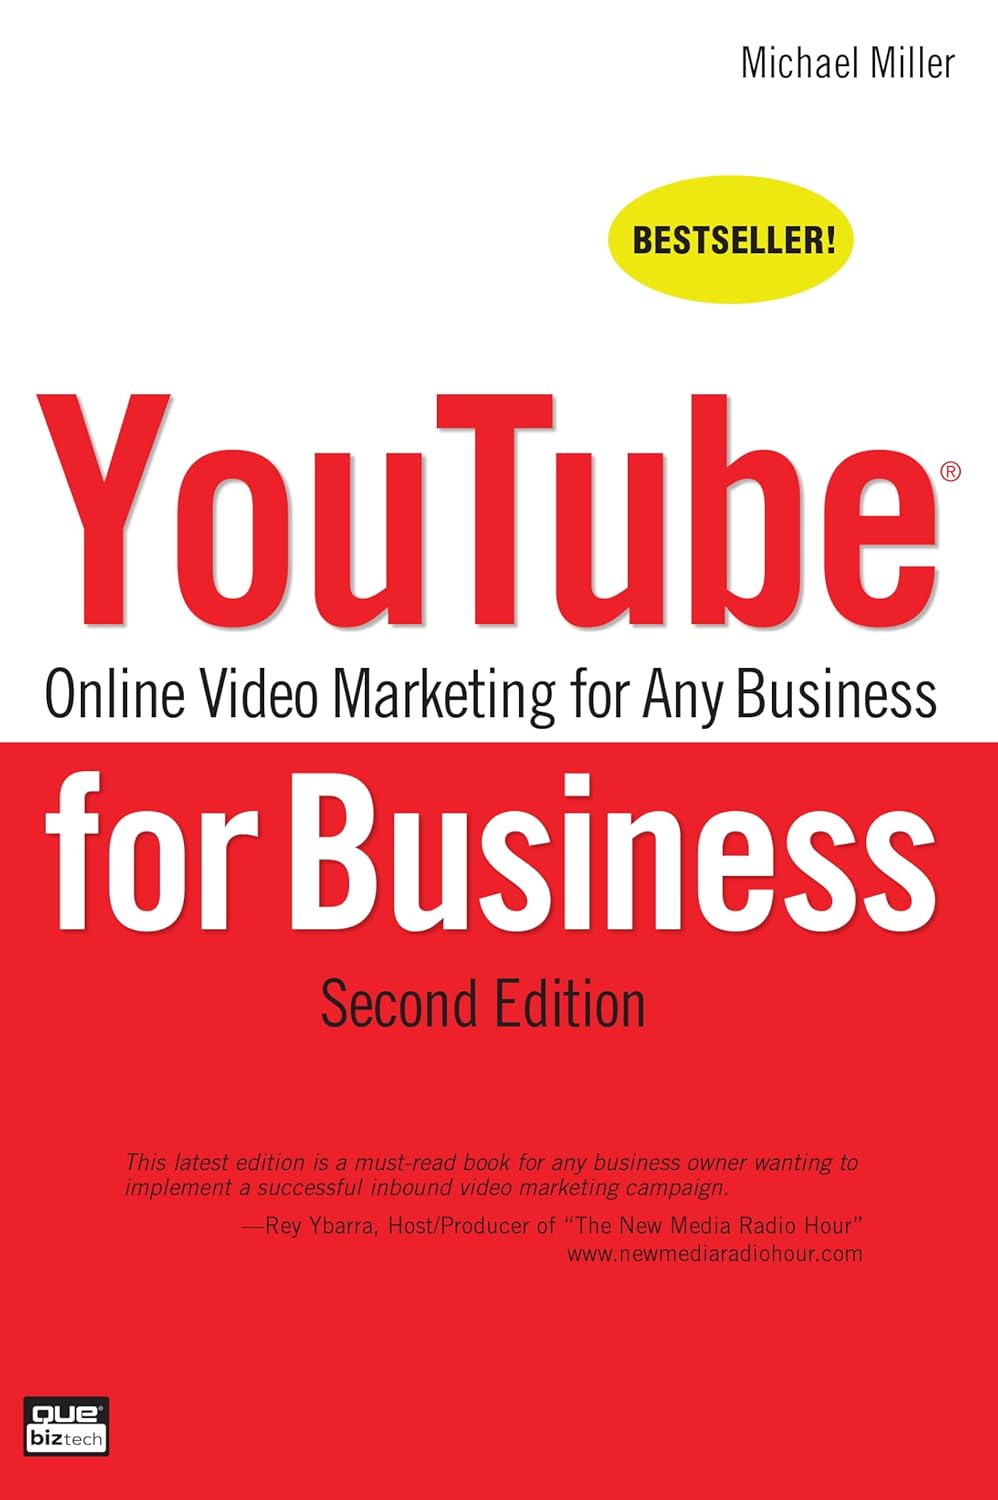 Michael Miller
BESTSELLER!
YouTube®
Online Video Marketing for Any Business
for Business
Second Edition
This latest edition is a must-read book for any business owner wanting to
implement a successful inbound video marketing campaign.
—Rey Ybarra, Host/Producer of “The New Media Radio Hour”
www.newmediaradiohour.com
que®
biztech